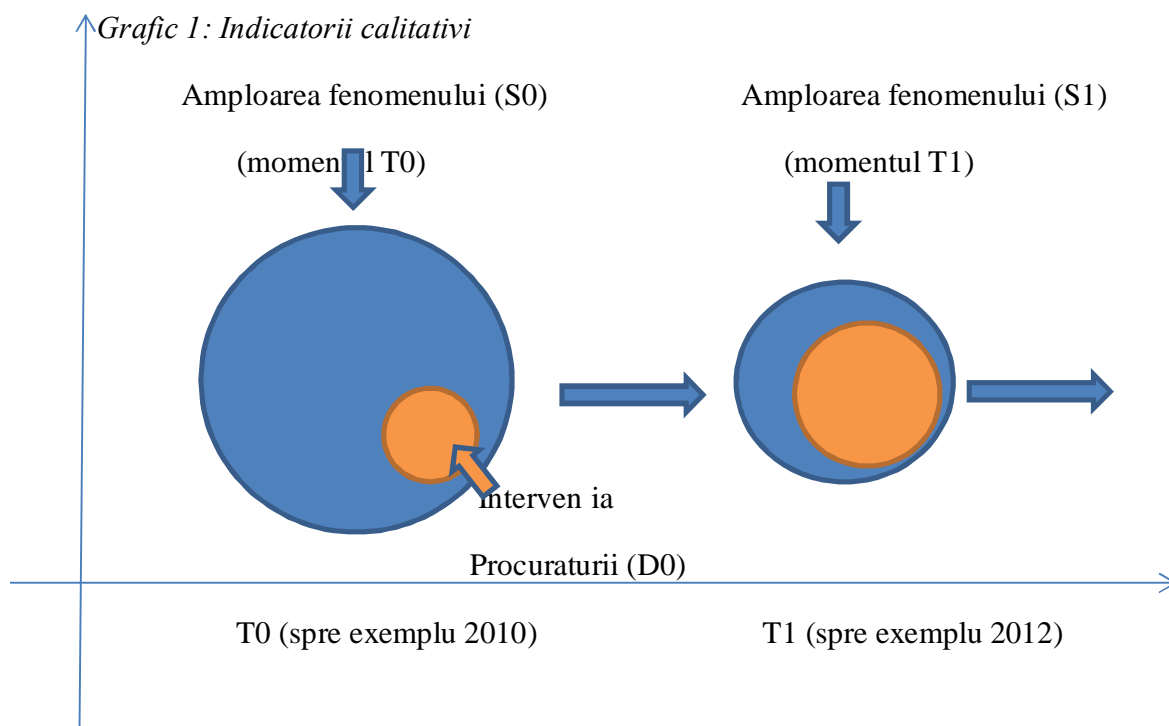 Grafic 1: Indicatorii calitativi
Amploarea fenomenului (S0)
Amploarea fenomenului (S1)
(momentul T0)
(momentul T1)
Interven ia
Procuraturii (D0)
T0 (spre exemplu 2010)
T1 (spre exemplu 2012)